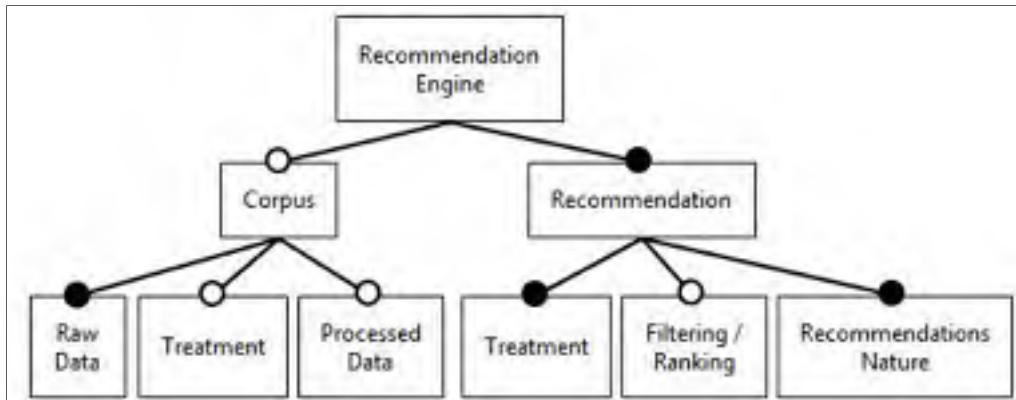 Recommendation
Engine
Corpus
Recommendation
Raw
Data
Treatment
Processed
Data
Treatment
Filtering /
Ranking
Recommendations
Nature